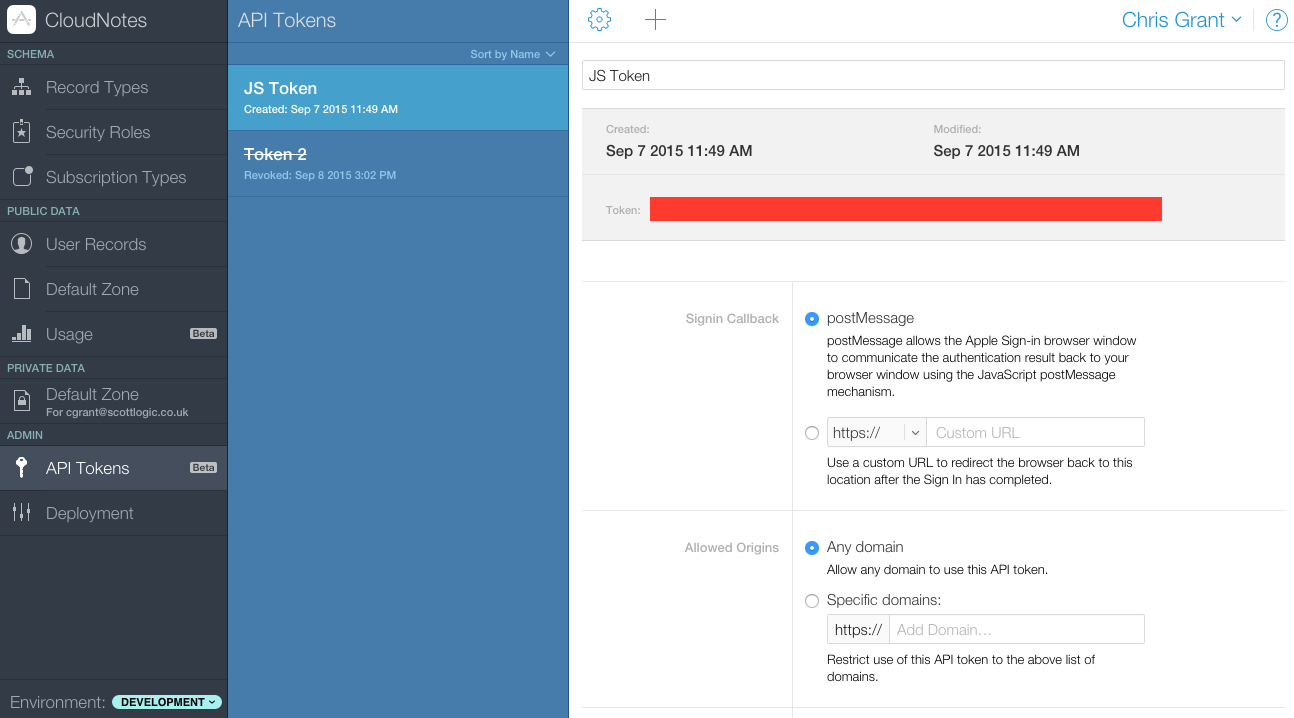 CloudNotes
SCHEMA
Record Types
Security Roles
Subscription Types
PUBLIC DATA
User Records
Default Zone
Usage Beta
PRIVATE DATA
Default Zone
For cgrant@scottlogic.co.uk
ADMIN
API Tokens Beta
Deployment
Environment: DEVELOPMENT
API Tokens
Sort by Name
JS Token
Created: Sep 7 2015 11:49 AM
Token 2
Revoked: Sep 8 2015 3:02 PM
Chris Grant ?
JS Token
Created: Modified:
Sep 7 2015 11:49 AM Sep 7 2015 11:49 AM
Token:
Signin Callback postMessage
postMessage allows the Apple Sign-in browser window
to communicate the authentication result back to your
browser window using the JavaScript postMessage
mechanism.
https:// Custom URL
Use a custom URL to redirect the browser back to this
location after the Sign In has completed.
Allowed Origins Any domain
Allow any domain to use this API token.
Specific domains:
https:// Add Domain…
Restrict use of this API token to the above list of
domains.